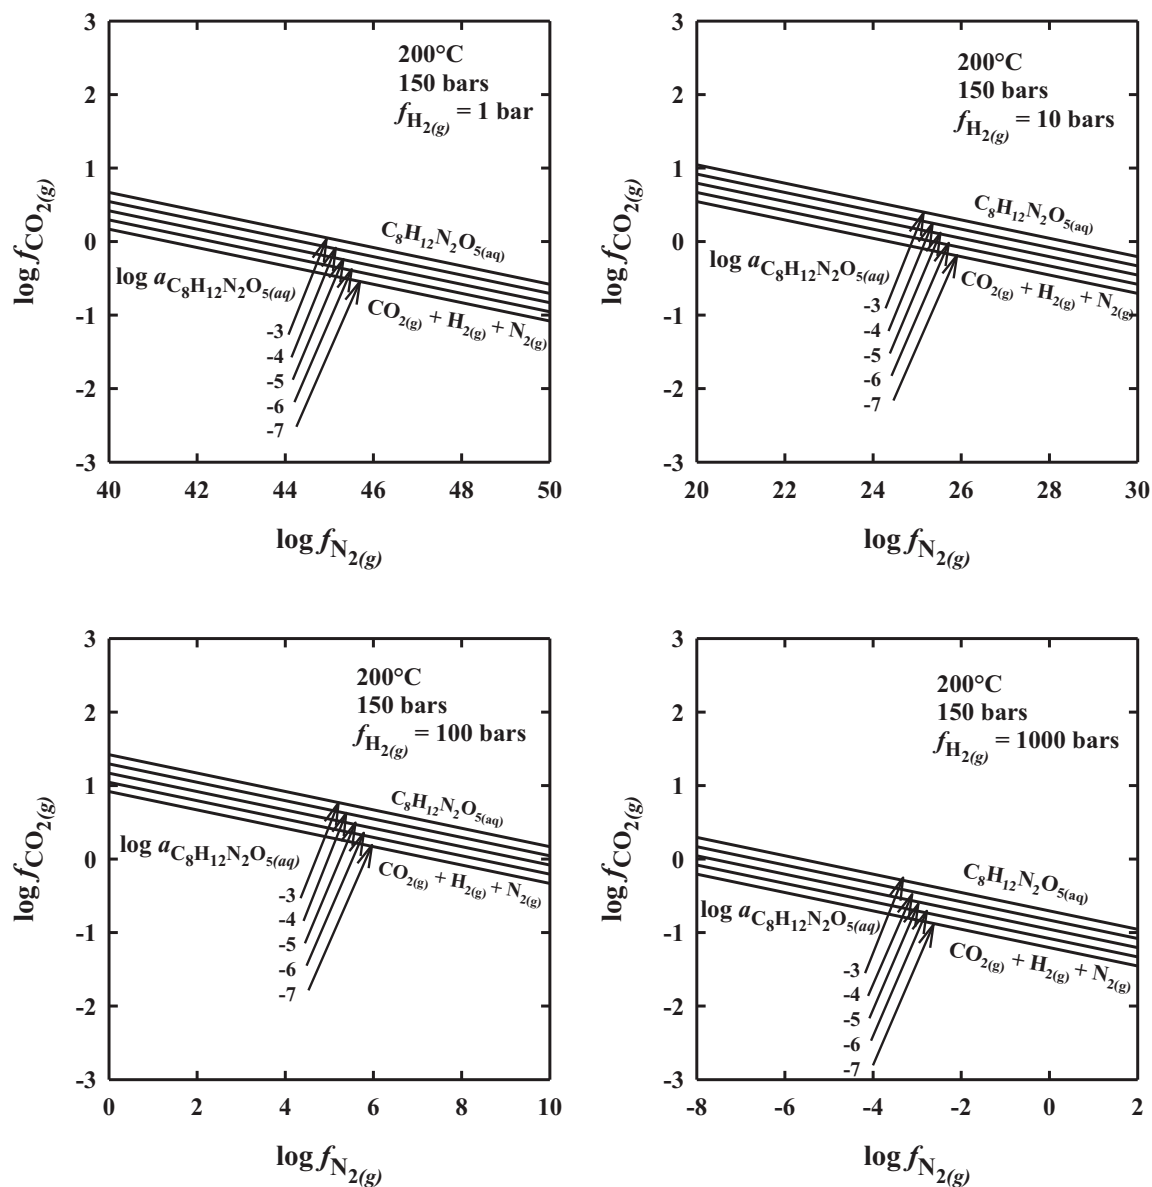 3
2
1
0
-1
-2
-3
log fCO2(g)
200°C
150 bars
fH2(g) = 1 bar
C8H12N2O5(aq)
log aC8H12N2O5(aq)
CO2(g) + H2(g) + N2(g)
-3
-4
-5
-6
-7
40 42 44 46 48 50
log fN2(g)
3
2
1
0
-1
-2
-3
log fCO2(g)
200°C
150 bars
fH2(g) = 10 bars
C8H12N2O5(aq)
log aC8H12N2O5(aq)
CO2(g) + H2(g) + N2(g)
-3
-4
-5
-6
-7
20 22 24 26 28 30
log fN2(g)
3
2
1
0
-1
-2
-3
log fCO2(g)
200°C
150 bars
fH2(g) = 100 bars
C8H12N2O5(aq)
log aC8H12N2O5(aq)
CO2(g) + H2(g) + N2(g)
-3
-4
-5
-6
-7
0 2 4 6 8 10
log fN2(g)
3
2
1
0
-1
-2
-3
log fCO2(g)
200°C
150 bars
fH2(g) = 1000 bars
C8H12N2O5(aq)
log aC8H12N2O5(aq)
CO2(g) + H2(g) + N2(g)
-3
-4
-5
-6
-7
-8 -6 -4 -2 0 2
log fN2(g)